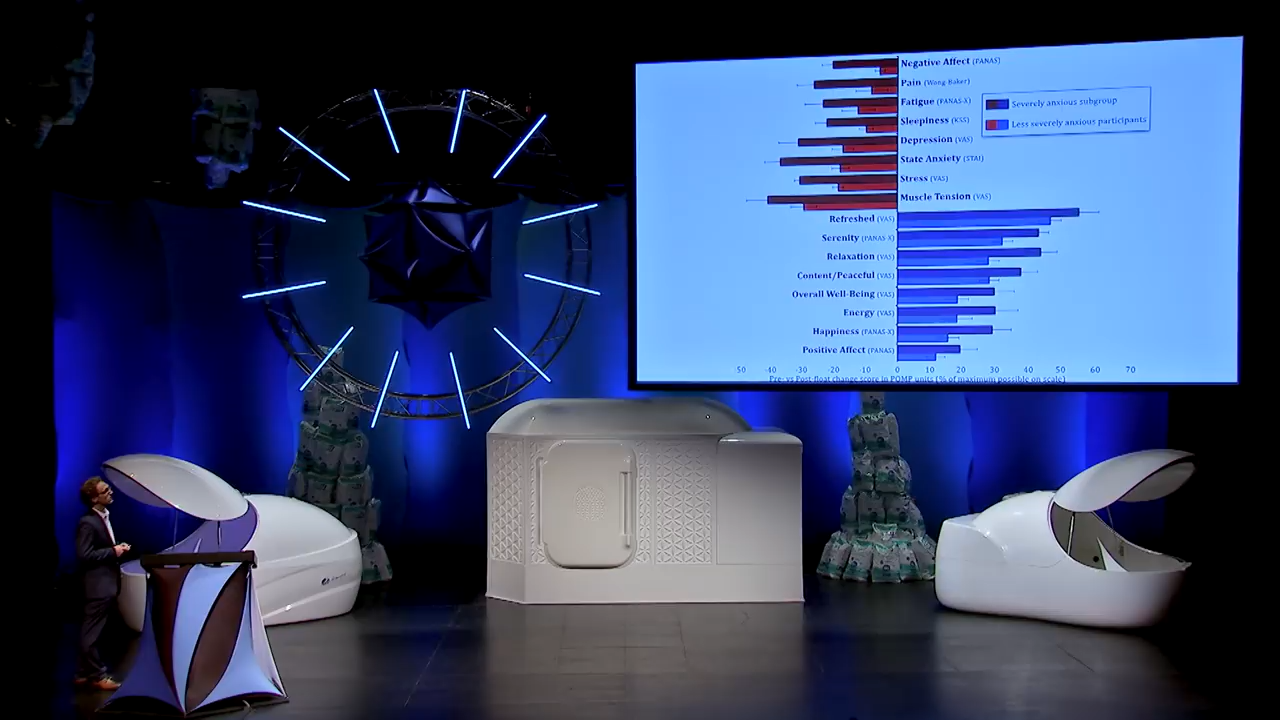 Negative Affect (PANAS)
Pain (Wong-Baker)
Fatigue (PANAS-X)
Sleepiness (KSS)
Depression (VAS)
State Anxiety (STAI)
Stress (VAS)
Muscle Tension (VAS)
Severely anxious subgroup
Less severely anxious participants
Refreshed (VAS)
Serenity (PANAS-X)
Relaxation (VAS)
Content/Peaceful (VAS)
Overall Well-Being (VAS)
Energy (VAS)
Happiness (PANAS-X)
Positive Affect (PANAS)
-50 -40 -30 -20 -10 0 10 20 30 40 50 60 70
Pre- vs Post-float change score in POMP units (% of maximum possible on scale)